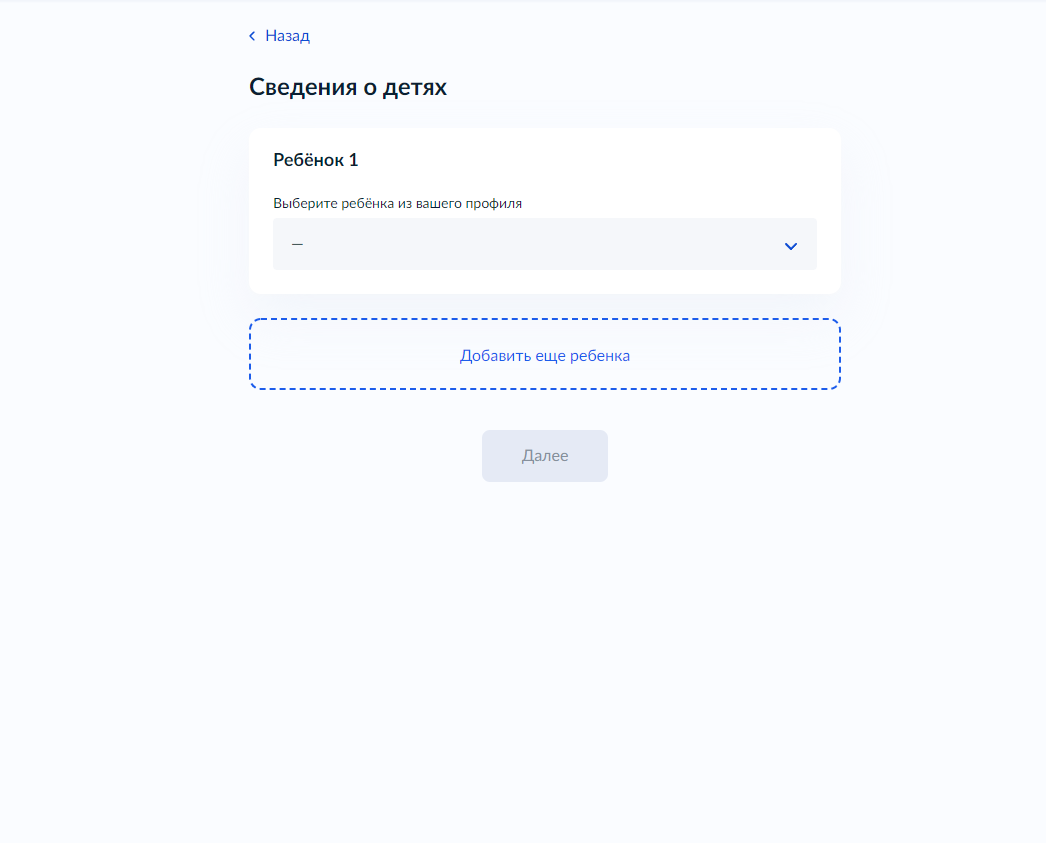 Назад
Сведения о детях
Ребёнок 1
Выберите ребёнка из вашего профиля
—
Добавить еще ребенка
Далее